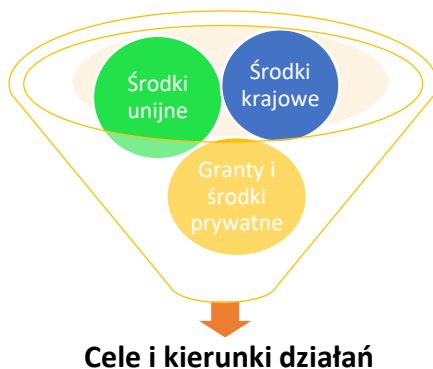 Środki
unijne
Środki
krajowe
Granty i
środki
prywatne
Cele i kierunki działań